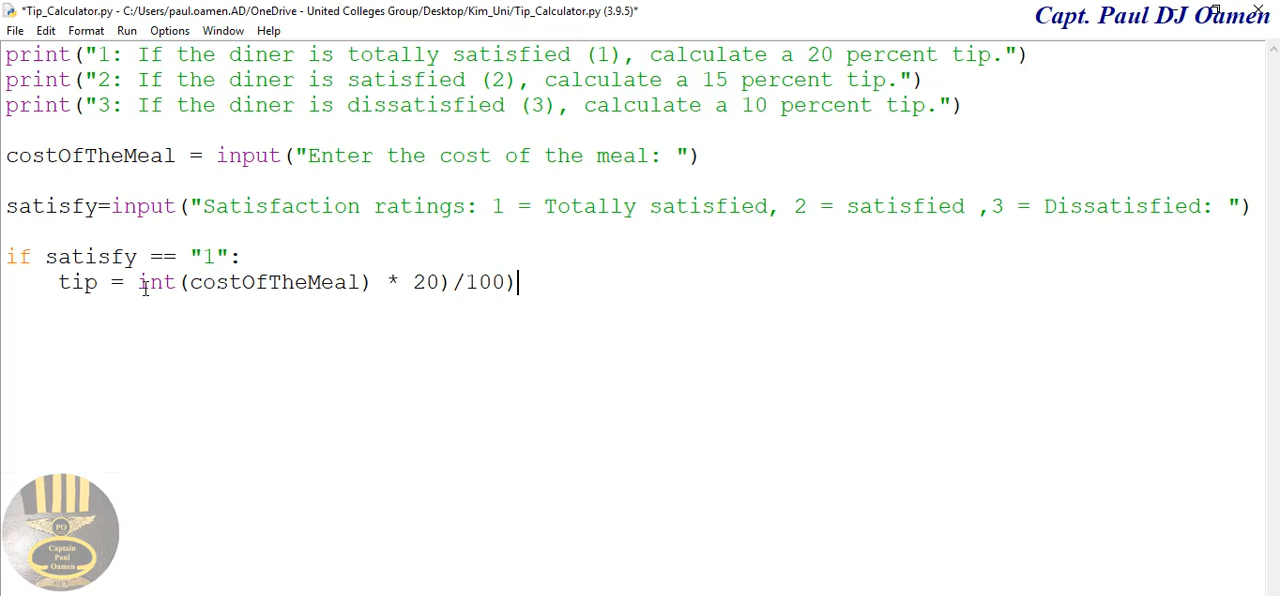 *Tip_Calculator.py - C:/Users/paul.oamen.AD/OneDrive - United Colleges Group/Desktop/Kim_Uni/Tip_Calculator.py (3.9.5)*
Capt. Paul DJ Oamen
File Edit Format Run Options Window Help
print("1: If the diner is totally satisfied (1), calculate a 20 percent tip.")
print("2: If the diner is satisfied (2), calculate a 15 percent tip.")
print("3: If the diner is dissatisfied (3), calculate a 10 percent tip.")
costOfTheMeal = input("Enter the cost of the meal: ")
satisfy=input("Satisfaction ratings: 1 = Totally satisfied, 2 = satisfied ,3 = Dissatisfied: ")
if satisfy == "1":
    tip = int(costOfTheMeal) * 20)/100)
PO
Captain
Paul
Oamen